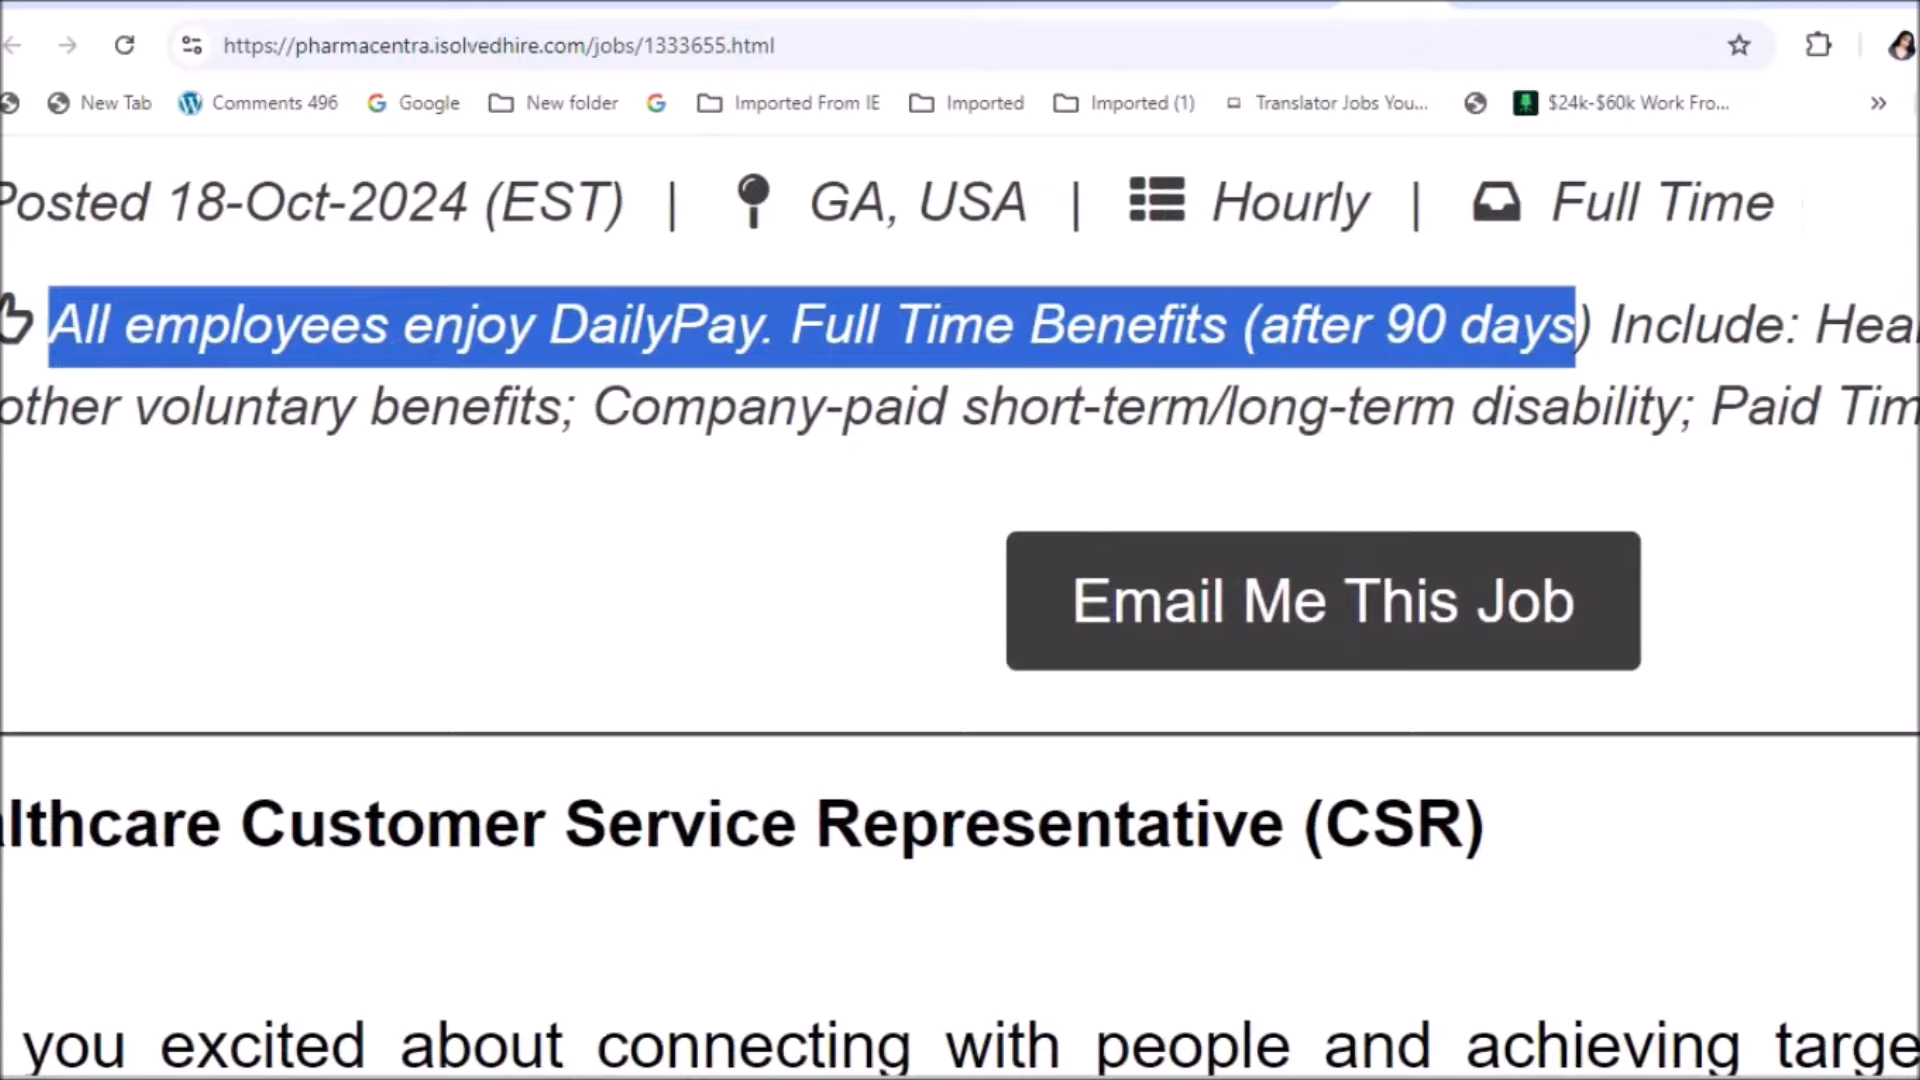 https://pharmacentra.isolvedhire.com/jobs/1333655.html
New Tab Comments 496 Google New folder Imported From IE Imported Imported (1) Translator Jobs You... $24k-$60k Work Fro... »
Posted 18-Oct-2024 (EST) | GA, USA | Hourly | Full Time
All employees enjoy DailyPay. Full Time Benefits (after 90 days) Include: Hea
other voluntary benefits; Company-paid short-term/long-term disability; Paid Tim
Email Me This Job
althcare Customer Service Representative (CSR)
you excited about connecting with people and achieving targe